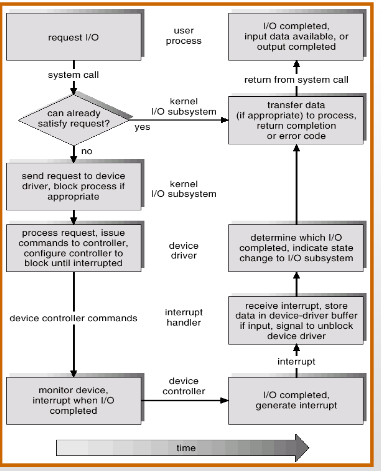 request I/O
user
process
I/O completed,
input data available, or
output completed
system call
return from system call
can already
satisfy request?
yes
no
kernel
I/O subsystem
transfer data
(if appropriate) to process,
return completion
or error code
send request to device
driver, block process if
appropriate
kernel
I/O subsystem
process request, issue
commands to controller,
configure controller to
block until interrupted
device
driver
determine which I/O
completed, indicate state
change to I/O subsystem
device controller commands
interrupt
handler
receive interrupt, store
data in device-driver buffer
if input, signal to unblock
device driver
interrupt
monitor device,
interrupt when I/O
completed
device
controller
I/O completed,
generate interrupt
time